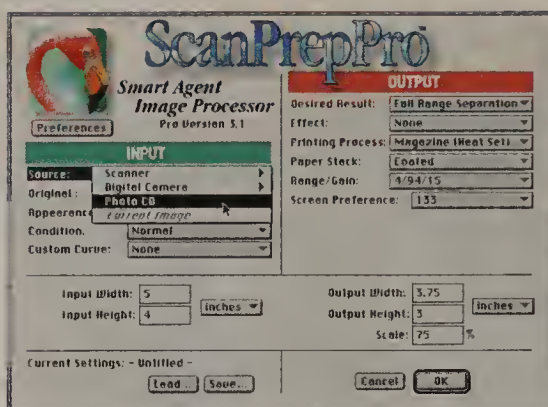 ScanPrepPro
Smart Agent
Image Processor
Pro Version 3.1
Preferences
INPUT
Source:
Scanner
Digital Camera
Photo CD
Current Image
Original:
Appearance
Condition.
Normal
Custom Curve:
None
OUTPUT
Desired Result: Full Range Separation
Effect: None
Printing Process: Magazine (Heat Set)
Paper Stock: Coated
Range/Gain: 4/94/15
Screen Preference: 133
Input Width: 5
Input Height: 4
inches
Output Width: 3.75
Output Height: 3
inches
Scale: 75 %
Current Settings: - Untitled -
Load...
Save...
Cancel
OK